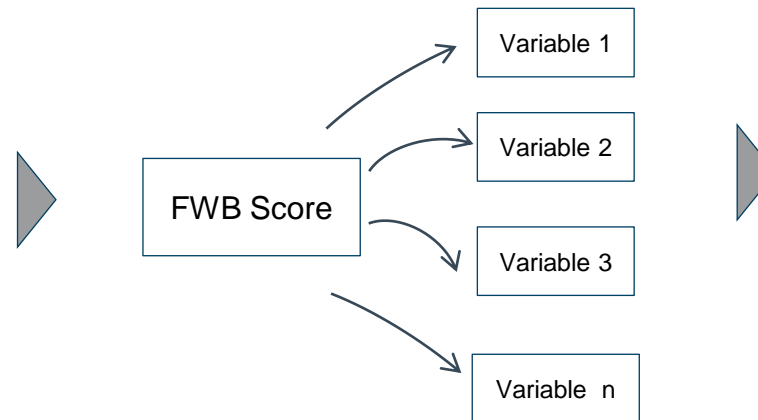 Variable 1
Variable 2
FWB Score
Variable 3
Variable n